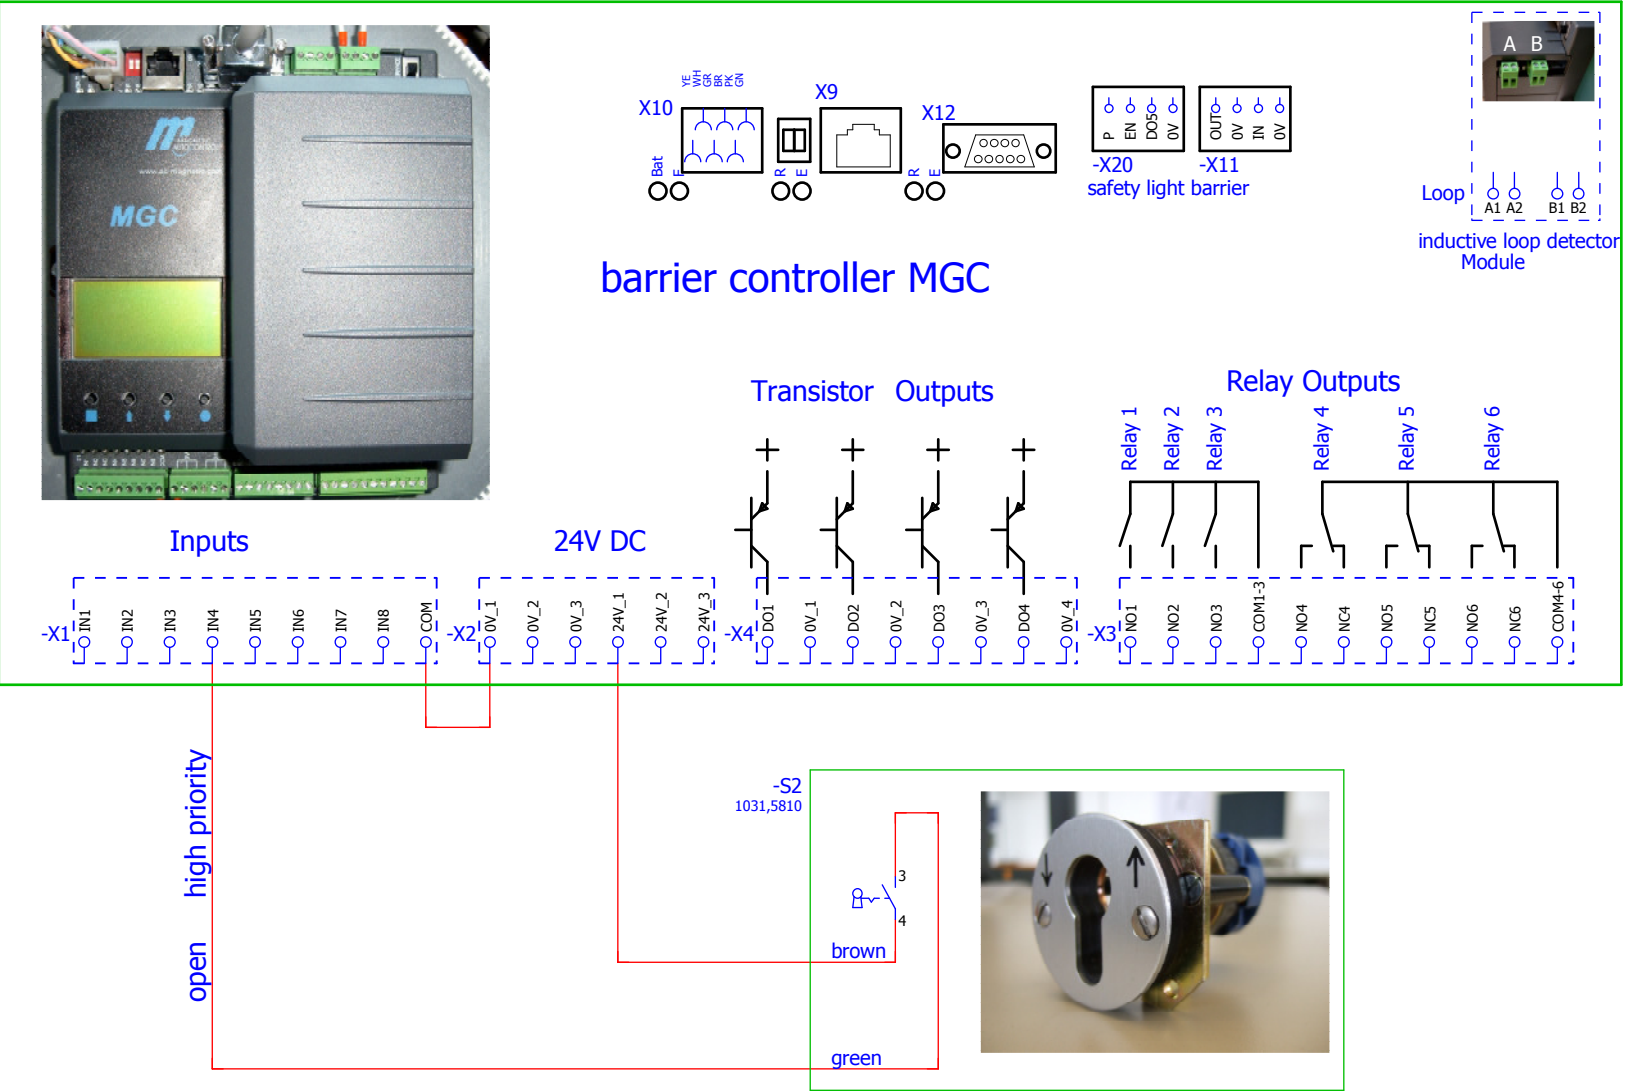 MGC
YE
WH
GR
BR
PK
GN
X10
X9
X12
Bat
F
R
E
R
E
P
EN
DO5
0V
OUT
0V
IN
0V
-X20
-X11
safety light barrier
A B
Loop
A1 A2 B1 B2
inductive loop detector
Module
barrier controller MGC
Transistor Outputs
Relay Outputs
Relay 1
Relay 2
Relay 3
Relay 4
Relay 5
Relay 6
Inputs
24V DC
-X1
IN1
IN2
IN3
IN4
IN5
IN6
IN7
IN8
COM
-X2
0V_1
0V_2
0V_3
24V_1
24V_2
24V_3
-X4
DO1
0V_1
DO2
0V_2
DO3
0V_3
DO4
0V_4
-X3
NO1
NO2
NO3
COM1-3
NO4
NC4
NO5
NC5
NO6
NC6
COM4-6
open high priority
-S2
1031,5810
3
4
brown
green